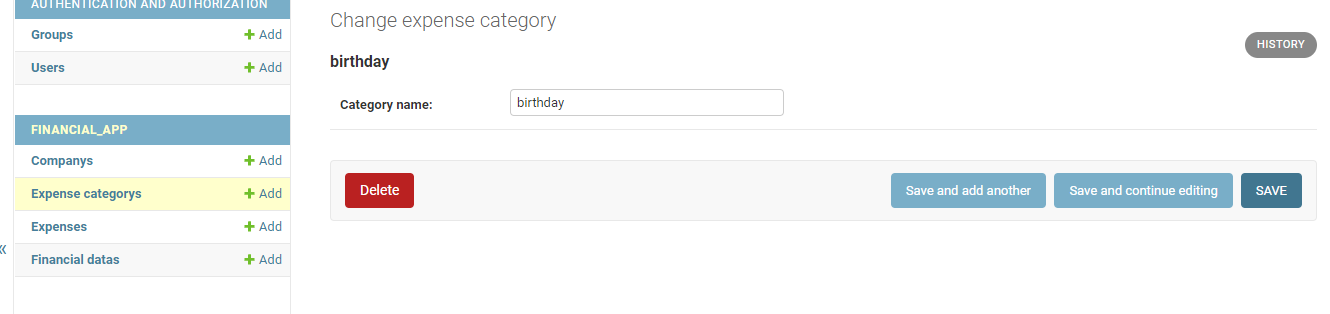 AUTHENTICATION AND AUTHORIZATION
Groups + Add
Users + Add
FINANCIAL_APP
Companys + Add
Expense categorys + Add
Expenses + Add
Financial datas + Add
«
Change expense category
HISTORY
birthday
Category name: birthday
Delete Save and add another Save and continue editing SAVE